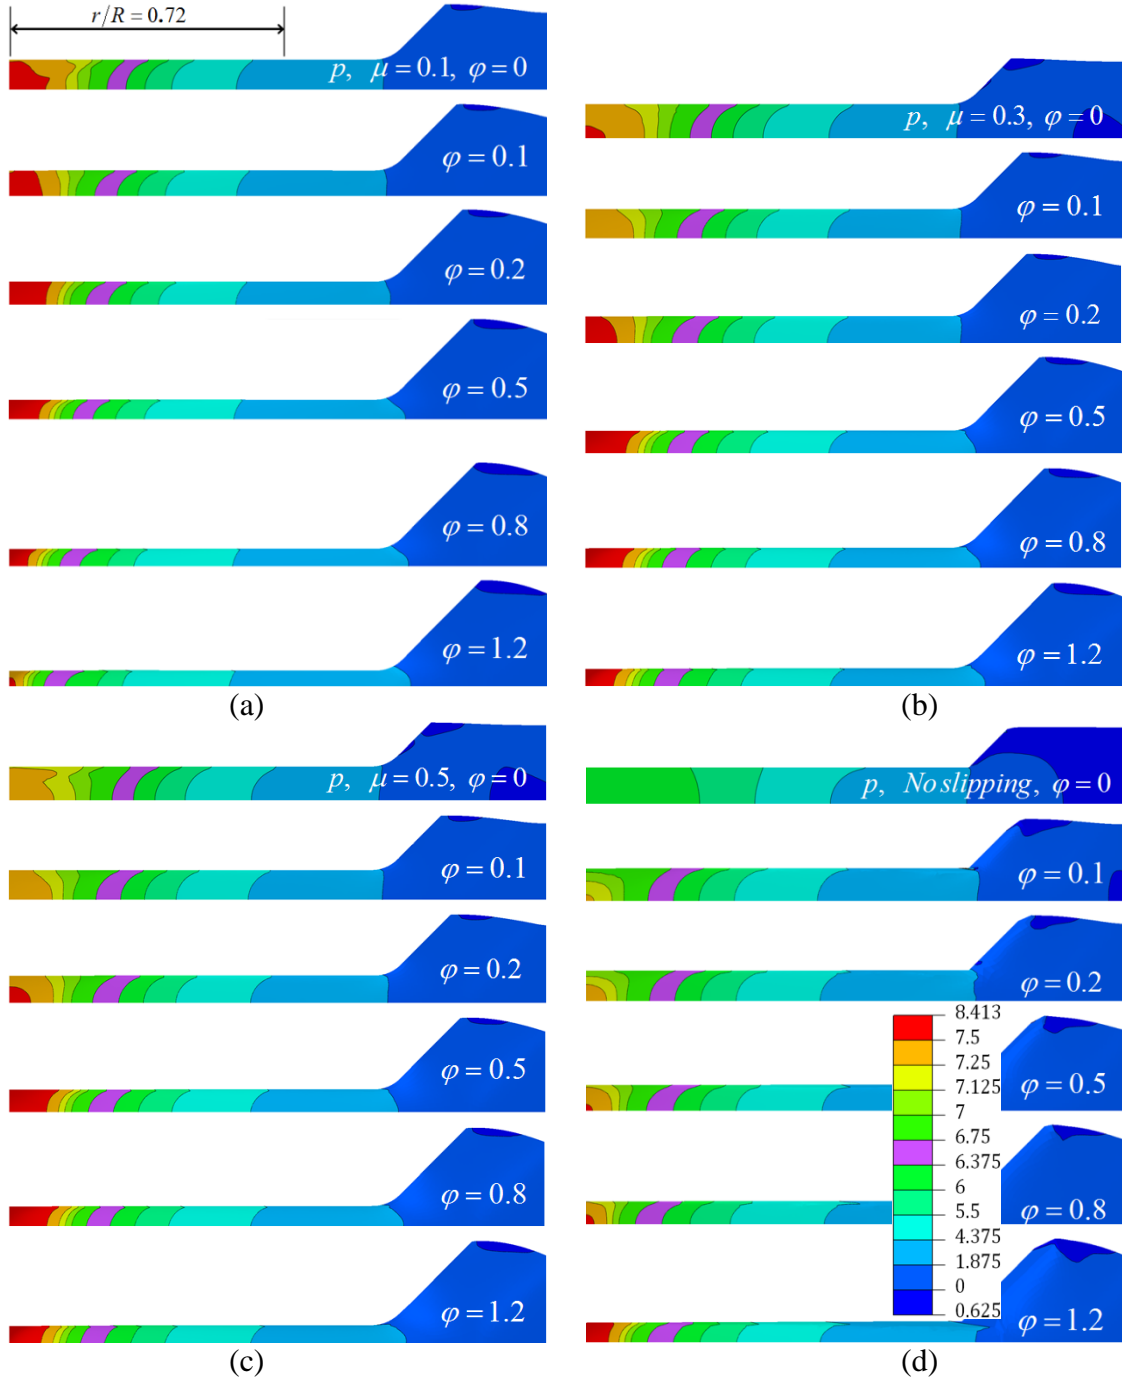 r/R = 0.72
p, μ = 0.1, φ = 0
φ = 0.1
φ = 0.2
φ = 0.5
φ = 0.8
φ = 1.2
(a)
p, μ = 0.3, φ = 0
φ = 0.1
φ = 0.2
φ = 0.5
φ = 0.8
φ = 1.2
(b)
p, μ = 0.5, φ = 0
φ = 0.1
φ = 0.2
φ = 0.5
φ = 0.8
φ = 1.2
(c)
p, No slipping, φ = 0
φ = 0.1
φ = 0.2
8.413
7.5
7.25
7.125
7
6.75
6.375
6
5.5
4.375
1.875
0
0.625
φ = 0.5
φ = 0.8
φ = 1.2
(d)